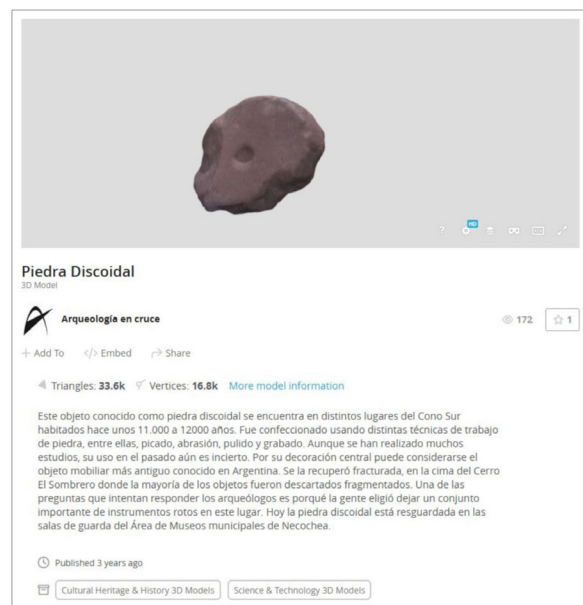 HD
Piedra Discoidal
3D Model
Arqueología en cruce
172
1
+ Add To
</> Embed
Share
Triangles: 33.6k Vertices: 16.8k More model information
Este objeto conocido como piedra discoidal se encuentra en distintos lugares del Cono Sur
habitados hace unos 11.000 a 12000 años. Fue confeccionado usando distintas técnicas de trabajo
de piedra, entre ellas, picado, abrasión, pulido y grabado. Aunque se han realizado muchos
estudios, su uso en el pasado aún es incierto. Por su decoración central puede considerarse el
objeto mobiliar más antiguo conocido en Argentina. Se la recuperó fracturada, en la cima del Cerro
El Sombrero donde la mayoría de los objetos fueron descartados fragmentados. Una de las
preguntas que intentan responder los arqueólogos es porqué la gente eligió dejar un conjunto
importante de instrumentos rotos en este lugar. Hoy la piedra discoidal está resguardada en las
salas de guarda del Área de Museos municipales de Necochea.
Published 3 years ago
Cultural Heritage & History 3D Models
Science & Technology 3D Models